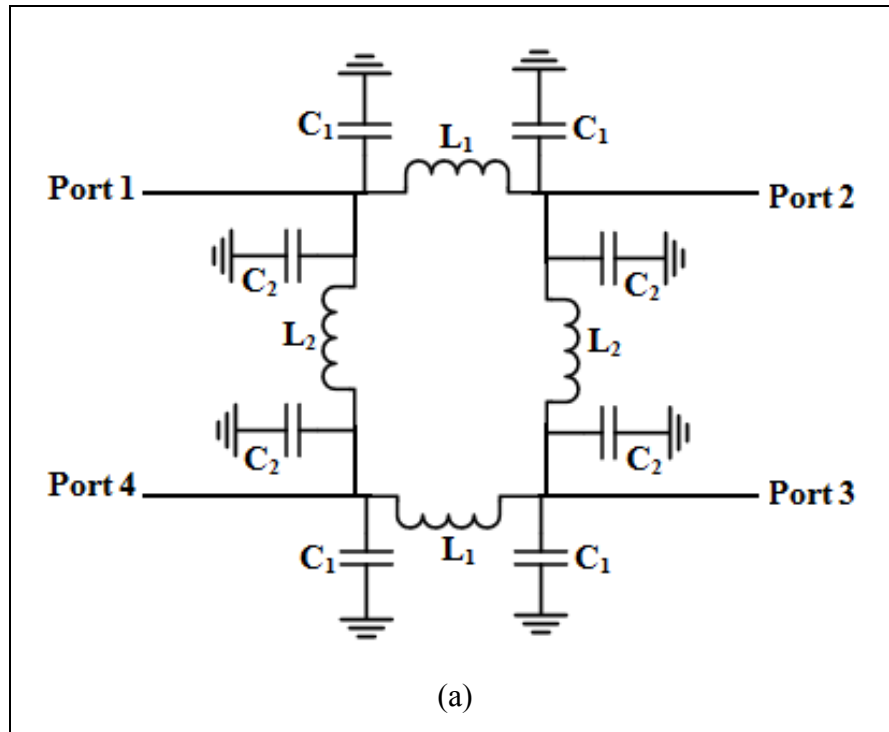 C₁ L₁ C₁
Port 1 Port 2
C₂ C₂
L₂ L₂
C₂ C₂
Port 4 Port 3
C₁ L₁ C₁
(a)